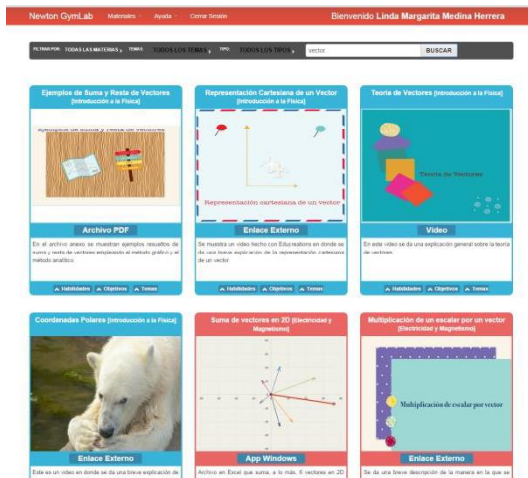 Newton GymLab Materiales Ayuda Cerrar Sesión Bienvenido Linda Margarita Medina Herrera
FILTRAR POR: TODAS LAS MATERIAS TEMAS: TODOS LOS TEMAS TIPO: TODOS LOS TIPOS vector BUSCAR
Ejemplos de Suma y Resta de Vectores
[Introducción a la Física]
Ejemplos de suma y resta de vectores
Archivo PDF
En el archivo anexo se muestran ejemplos resueltos de
suma y resta de vectores empleando el método gráfico y el
método analítico.
Habilidades Objetivos Temas
Representación Cartesiana de un Vector
[Introducción a la Física]
Representación cartesiana de un vector
Enlace Externo
Se muestra un video hecho con Educreations en donde se
da una breve explicación de la representación cartesiana
de un vector
Habilidades Objetivos Temas
Teoría de Vectores [Introducción a la Física]
Teoría de Vectores
Video
En este video se da una explicación general sobre la teoría
de vectores
Habilidades Objetivos Temas
Coordenadas Polares [Introducción a la Física]
Enlace Externo
Este es un video en donde se da una breve explicación de
Suma de vectores en 2D [Electricidad y
Magnetismo]
App Windows
Archivo en Excel que suma, a lo más, 6 vectores en 2D
Multiplicación de un escalar por un vector
[Electricidad y Magnetismo]
Multiplicación de escalar por vector
Enlace Externo
Se da una breve descripción de la manera en la que se